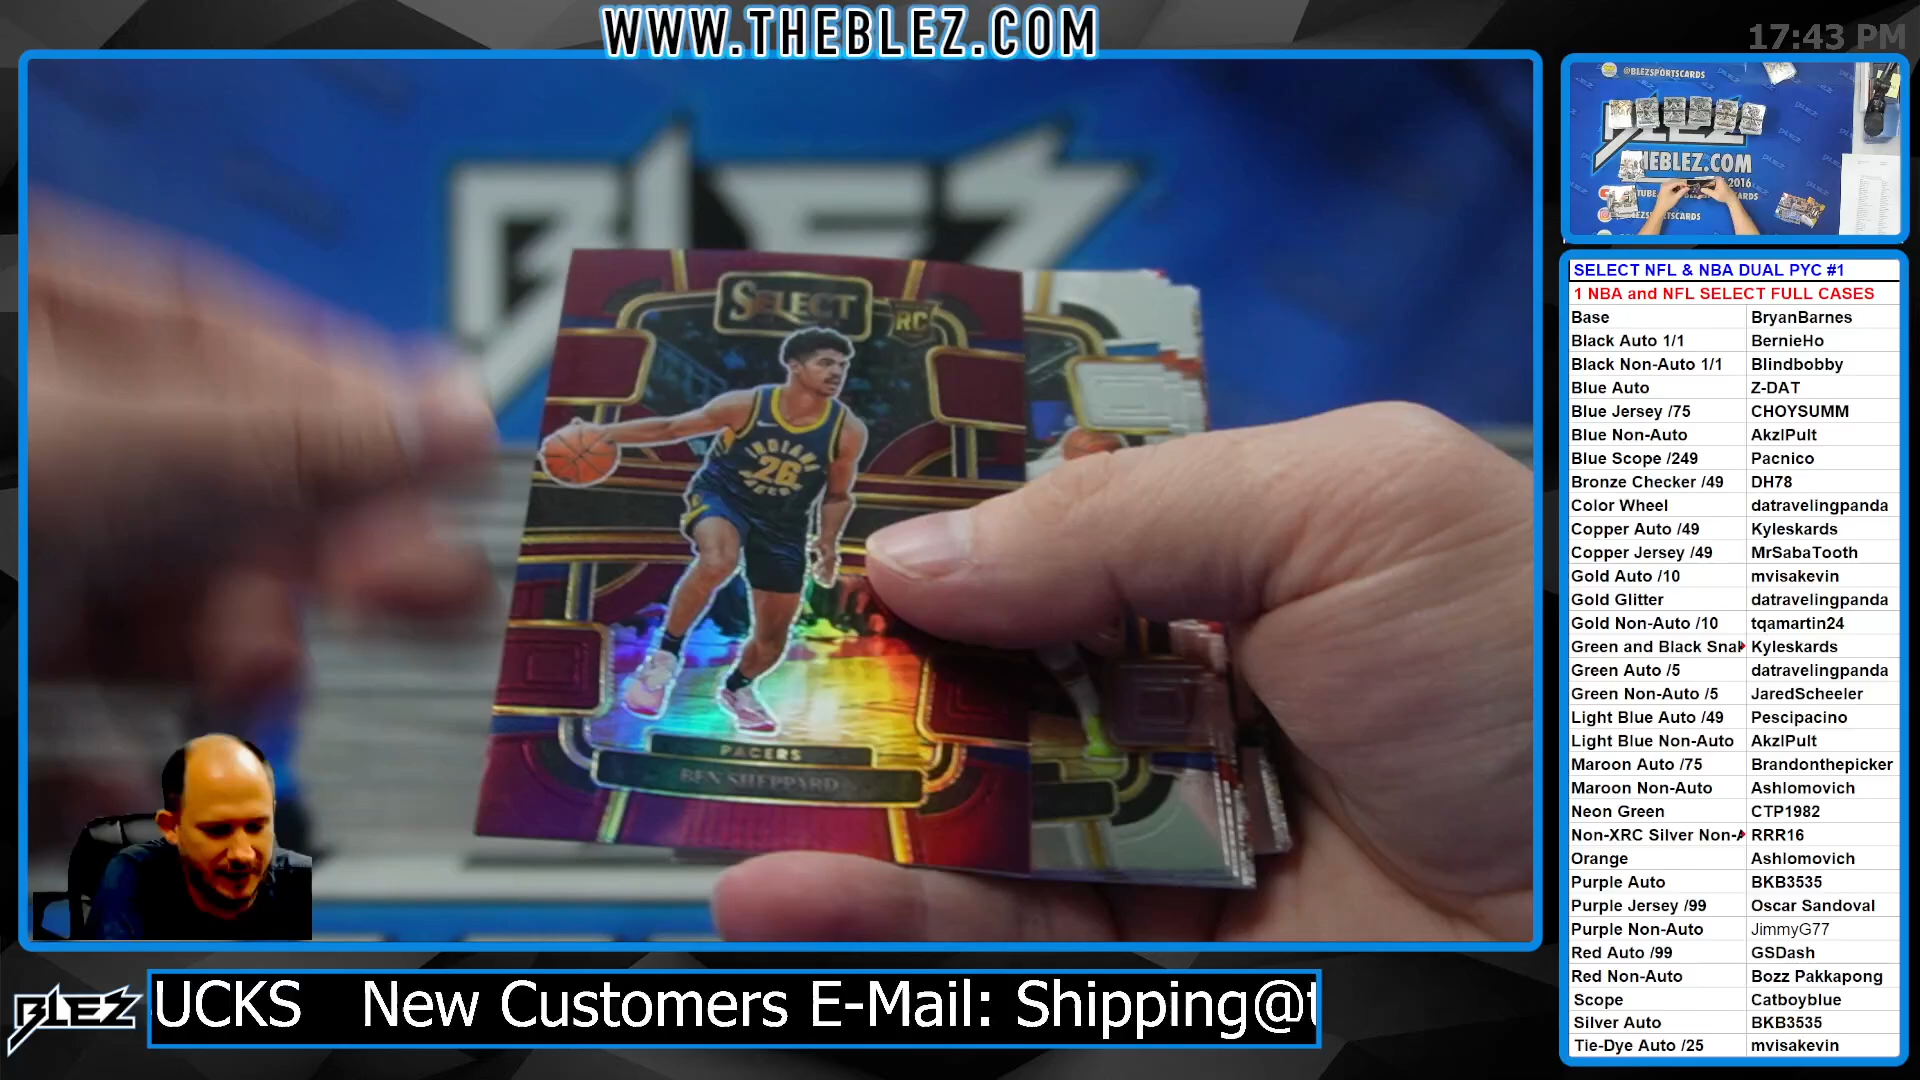 WWW.THEBLEZ.COM
17:43 PM
@BLEZSPORTSCARDS
BLEZ
THEBLEZ.COM
2016
BLEZ
SELECT
RC
INDIANA
26
PACERS
BEN SHEPPARD
SELECT NFL & NBA DUAL PYC #1
1 NBA and NFL SELECT FULL CASES
Base BryanBarnes
Black Auto 1/1 BernieHo
Black Non-Auto 1/1 Blindbobby
Blue Auto Z-DAT
Blue Jersey /75 CHOYSUMM
Blue Non-Auto
Blue Scope /249 Pacnico
Bronze Checker /49 DH78
Color Wheel datravelingpanda
Copper Auto /49 Kyleskards
Copper Jersey /49 MrSabaTooth
Gold Auto /10 mvisakevin
Gold Glitter datravelingpanda
Gold Non-Auto /10 tqamartin24
Green and Black Snal Kyleskards
Green Auto /5 datravelingpanda
Green Non-Auto /5 JaredScheeler
Light Blue Auto /49 Pescipacino
Light Blue Non-Auto
Maroon Auto /75 Brandonthepicker
Maroon Non-Auto Ashlomovich
Neon Green CTP1982
Non-XRC Silver Non-A RRR16
Orange Ashlomovich
Purple Auto BKB3535
Purple Jersey /99 Oscar Sandoval
Purple Non-Auto JimmyG77
Red Auto /99 GSDash
Red Non-Auto Bozz Pakkapong
Scope Catboyblue
Silver Auto BKB3535
Tie-Dye Auto /25 mvisakevin
BLEZ
UCKS New Customers E-Mail: Shipping@t